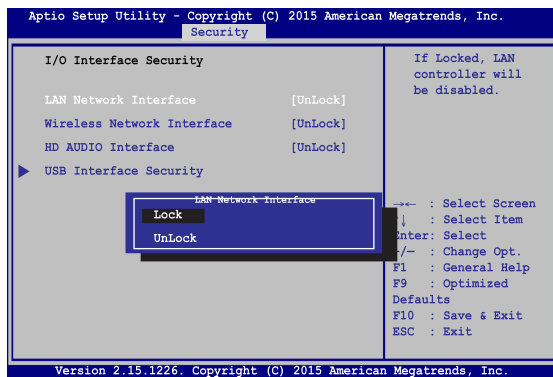 Aptio Setup Utility - Copyright (C) 2015 American Megatrends, Inc.
Security
I/O Interface Security
LAN Network Interface [UnLock]
Wireless Network Interface [UnLock]
HD AUDIO Interface [UnLock]
USB Interface Security
If Locked, LAN
controller will
be disabled.
LAN Network Interface
Lock
UnLock
→← : Select Screen
↓ : Select Item
Enter: Select
/— : Change Opt.
F1 : General Help
F9 : Optimized
Defaults
F10 : Save & Exit
ESC : Exit
Version 2.15.1226. Copyright (C) 2015 American Megatrends, Inc.